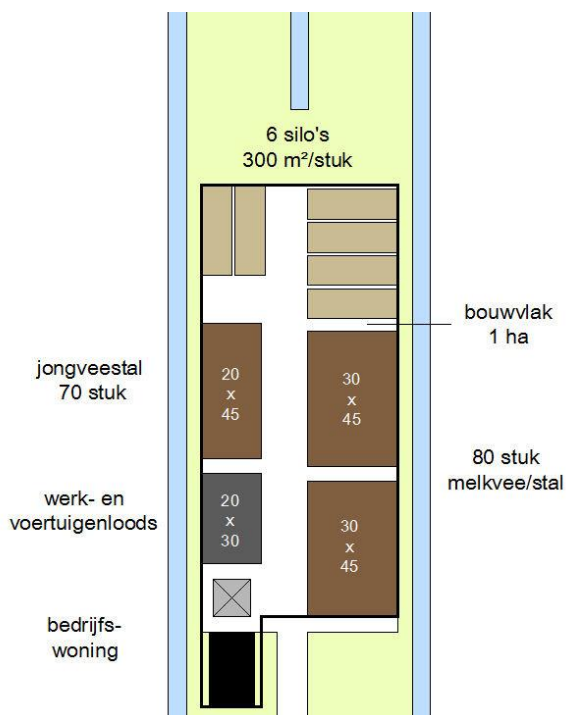 6 silo's
300 m²/stuk
bouwvlak
1 ha
jongveestal
70 stuk
20
x
45
30
x
45
80 stuk
melkvee/stal
werk- en
voertuigenloods
20
x
30
30
x
45
bedrijfs-
woning